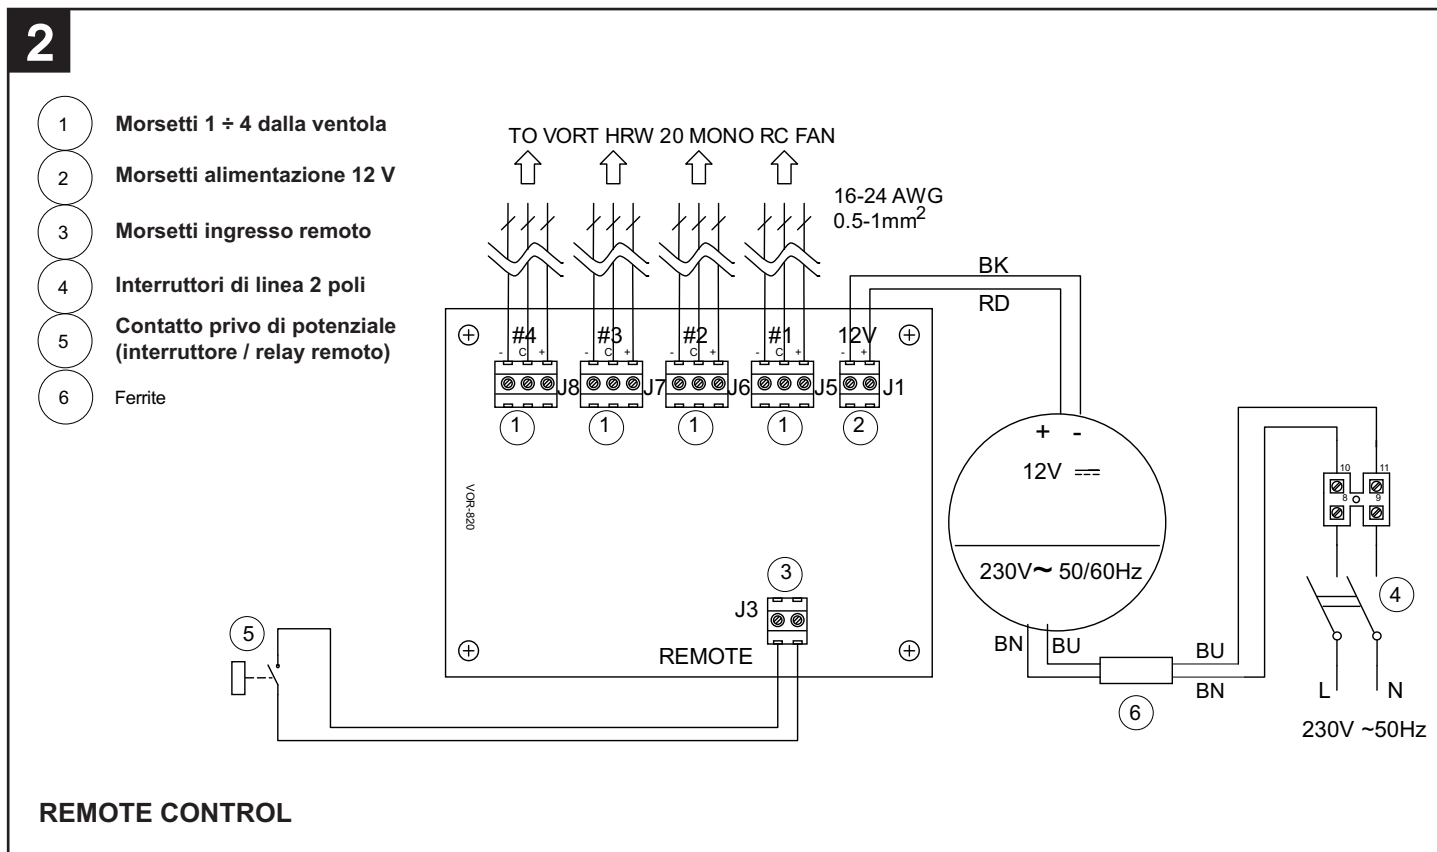 2
1 Morsetti 1 ÷ 4 dalla ventola
2 Morsetti alimentazione 12 V
3 Morsetti ingresso remoto
4 Interruttori di linea 2 poli
5 Contatto privo di potenziale
(interruttore / relay remoto)
6 Ferrite
TO VORT HRW 20 MONO RC FAN
16-24 AWG
0.5-1mm²
BK
RD
#4 #3 #2 #1 12V
- C + - C + - C + - C + - +
J8 J7 J6 J5 J1
1 1 1 1 2
+ -
12V
10 11
8 9
VOR-820
230V~ 50/60Hz
3
4
J3
5
REMOTE
BN BU BU
BN
6
L N
230V ~50Hz
REMOTE CONTROL